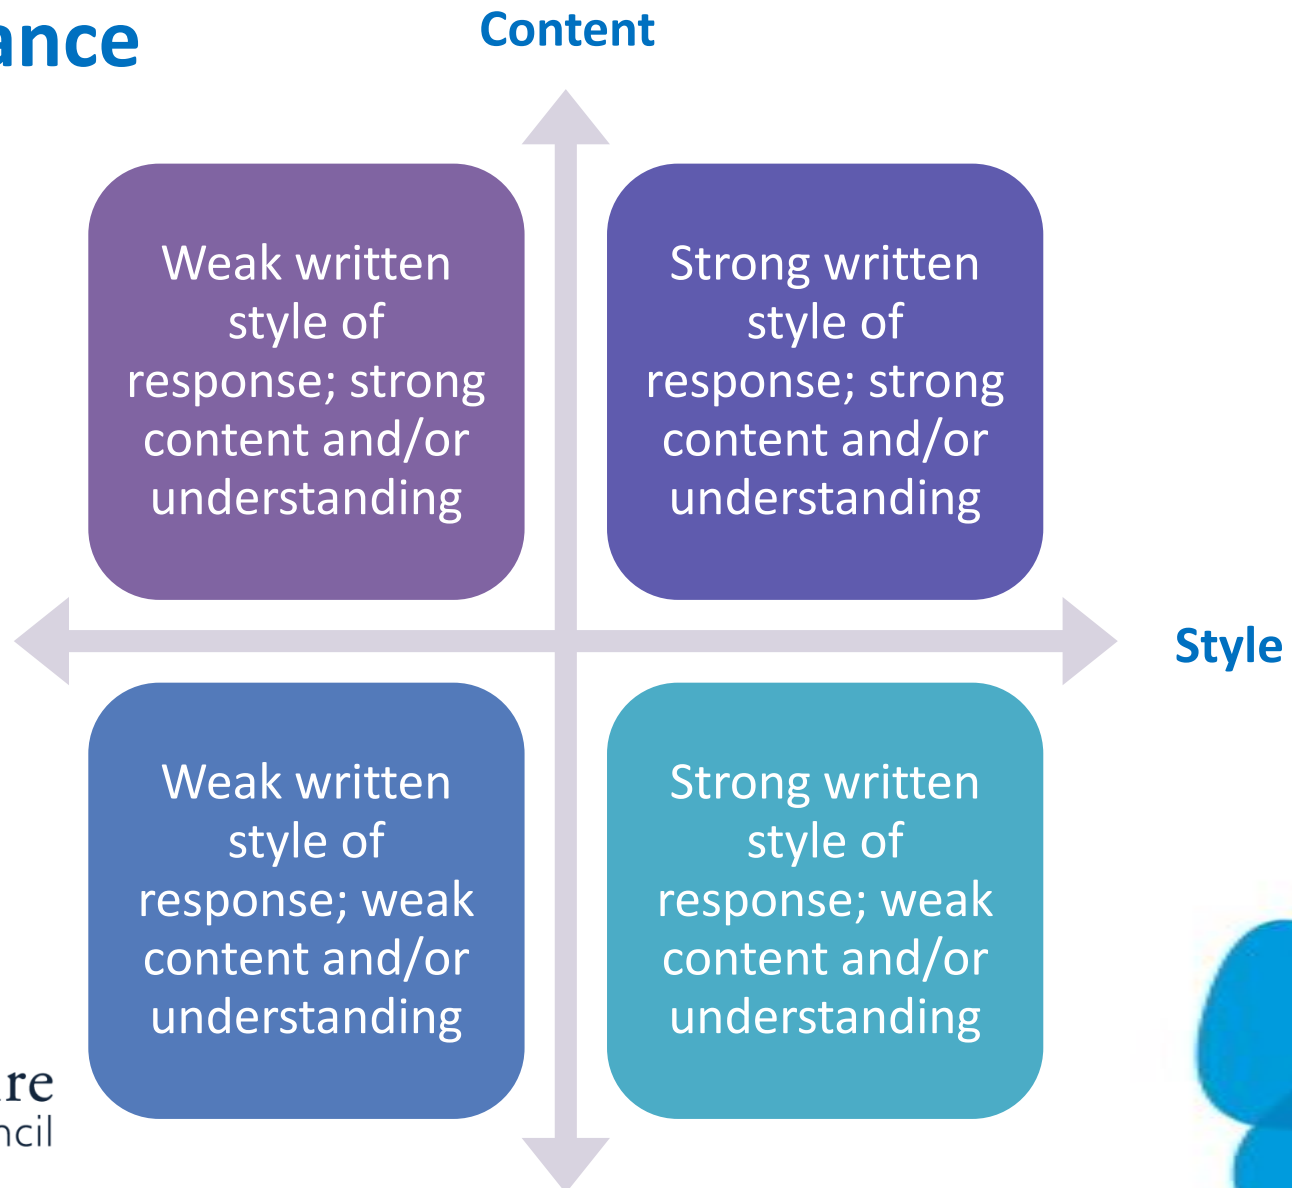 ance
Content
Weak written
style of
response; strong
content and/or
understanding
Strong written
style of
response; strong
content and/or
understanding
Style
Weak written
style of
response; weak
content and/or
understanding
Strong written
style of
response; weak
content and/or
understanding
re
ncil